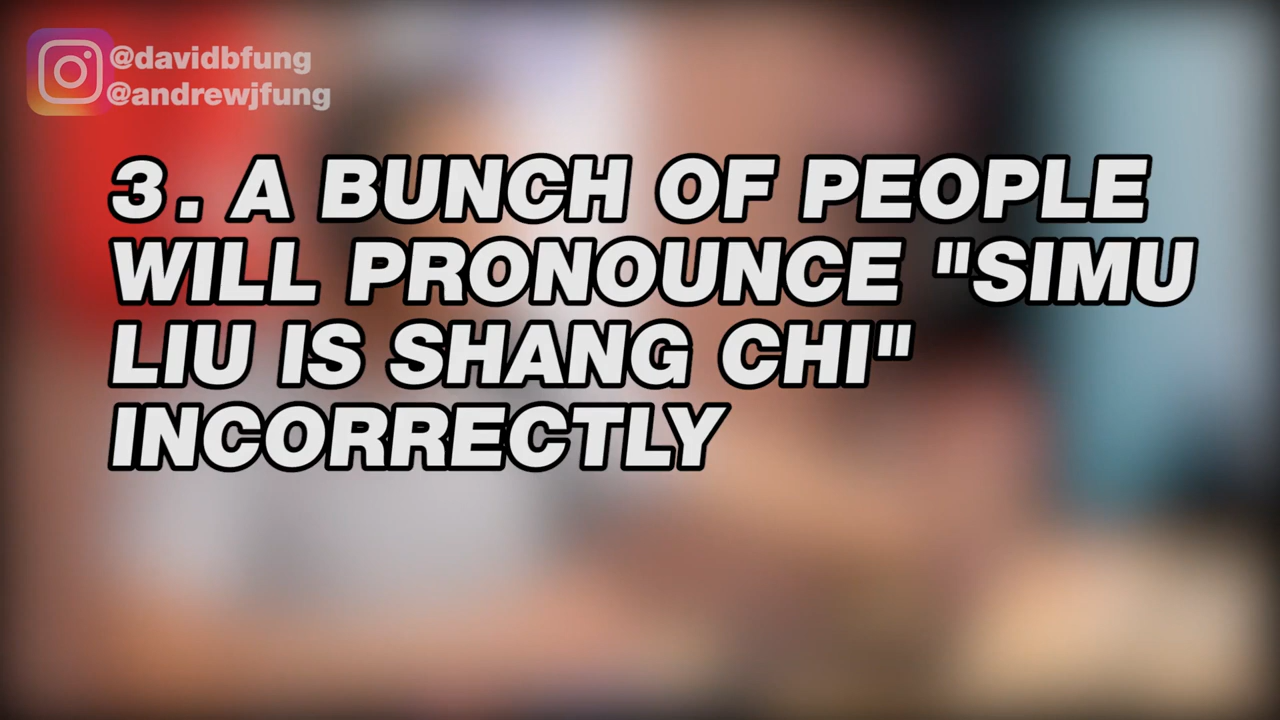 @davidbfung
@andrewjfung
3. A BUNCH OF PEOPLE
WILL PRONOUNCE "SIMU
LIU IS SHANG CHI"
INCORRECTLY